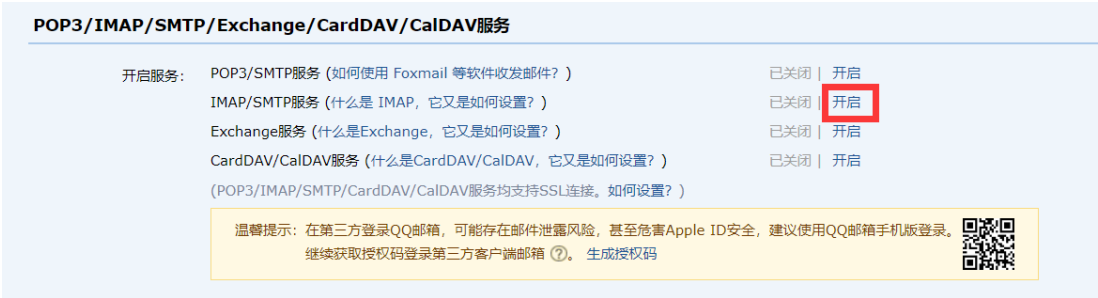 POP3/IMAP/SMTP/Exchange/CardDAV/CalDAV服务
开启服务： POP3/SMTP服务 (如何使用 Foxmail 等软件收发邮件？) 已关闭 | 开启
IMAP/SMTP服务 (什么是 IMAP，它又是如何设置？) 已关闭 | 开启
Exchange服务 (什么是Exchange，它又是如何设置？) 已关闭 | 开启
CardDAV/CalDAV服务 (什么是CardDAV/CalDAV，它又是如何设置？) 已关闭 | 开启
(POP3/IMAP/SMTP/CardDAV/CalDAV服务均支持SSL连接。如何设置？)
温馨提示：在第三方登录QQ邮箱，可能存在邮件泄露风险，甚至危害Apple ID安全，建议使用QQ邮箱手机版登录。
继续获取授权码登录第三方客户端邮箱 ?。 生成授权码